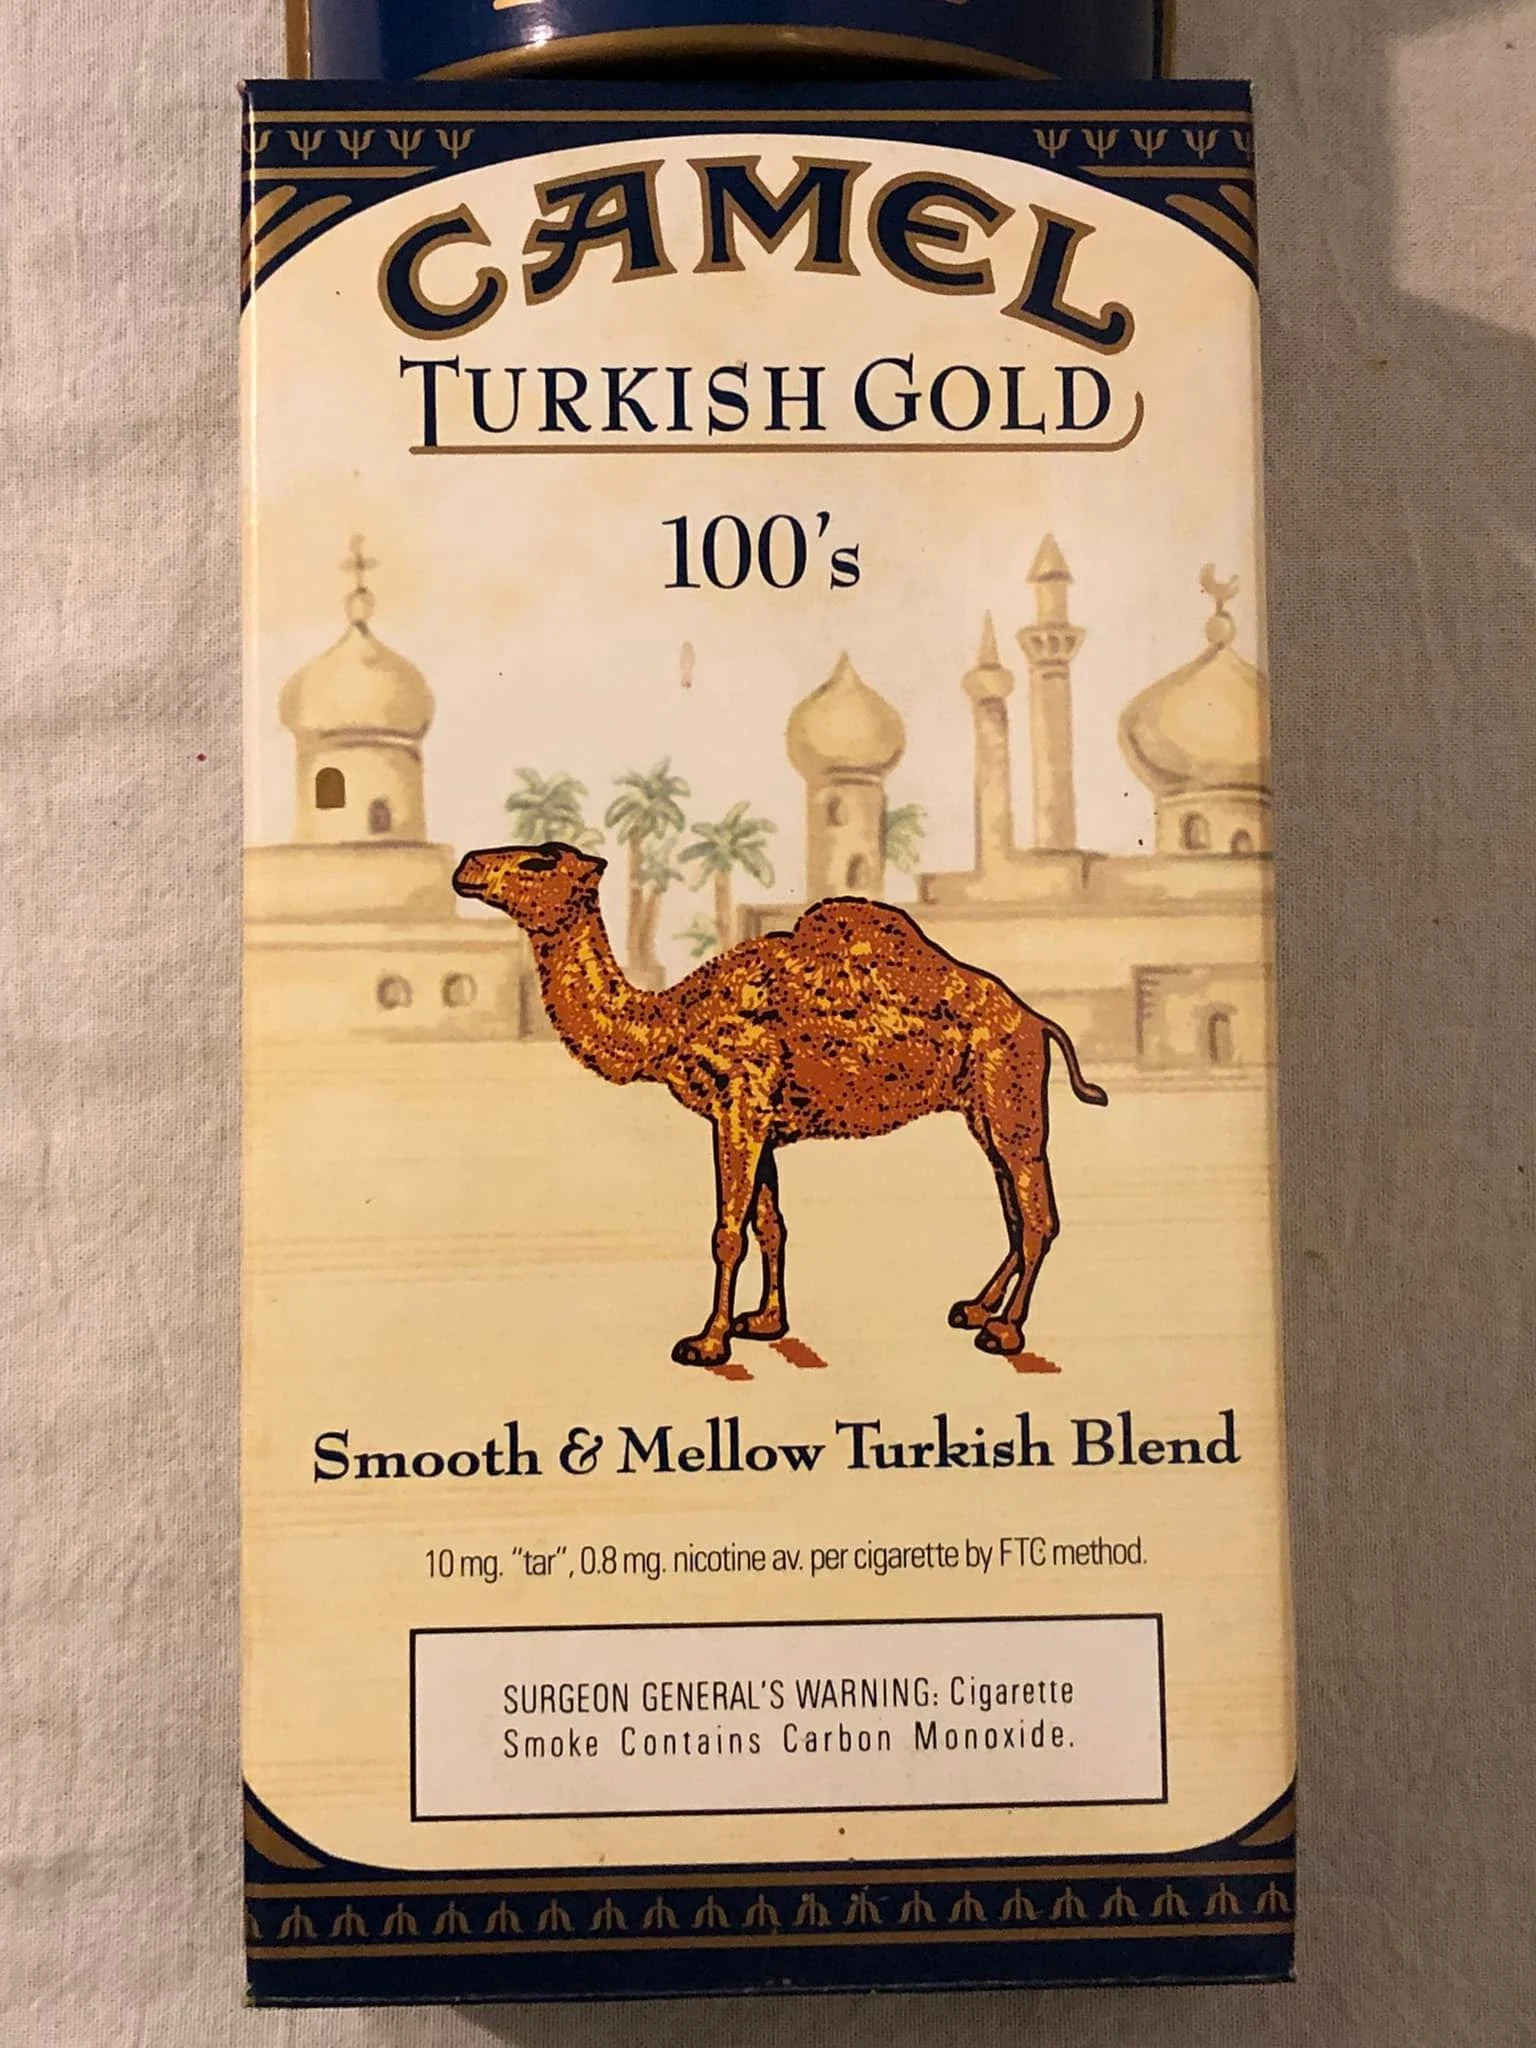 CAMEL
TURKISH GOLD
100's
Smooth & Mellow Turkish Blend
10 mg. "tar", 0.8 mg. nicotine av. per cigarette by FTC method.
SURGEON GENERAL'S WARNING: Cigarette
Smoke Contains Carbon Monoxide.